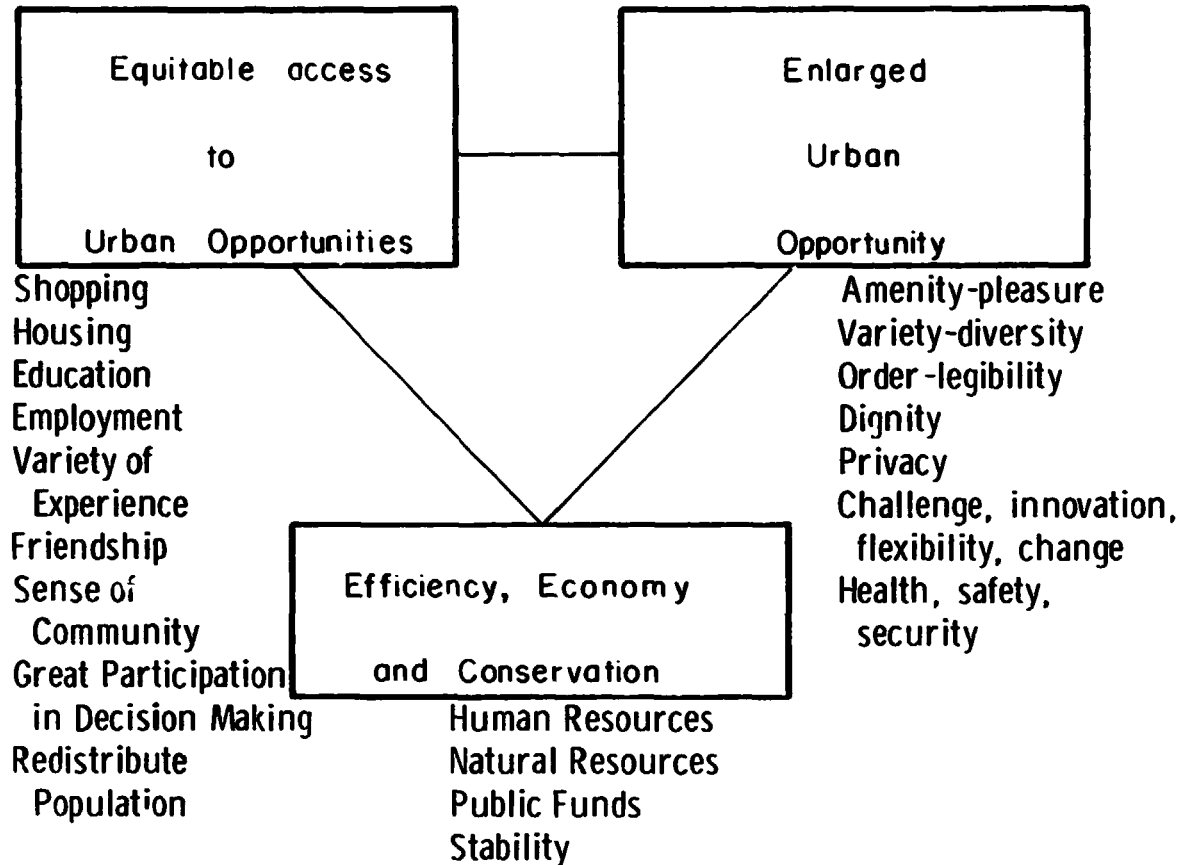 Equitable access
to
Urban Opportunities
Shopping
Housing
Education
Employment
Variety of
Experience
Friendship
Sense of
Community
Great Participation
in Decision Making
Redistribute
Population
Enlarged
Urban
Opportunity
Amenity-pleasure
Variety-diversity
Order-legibility
Dignity
Privacy
Challenge, innovation,
flexibility, change
Health, safety,
security
Efficiency, Economy
and Conservation
Human Resources
Natural Resources
Public Funds
Stability